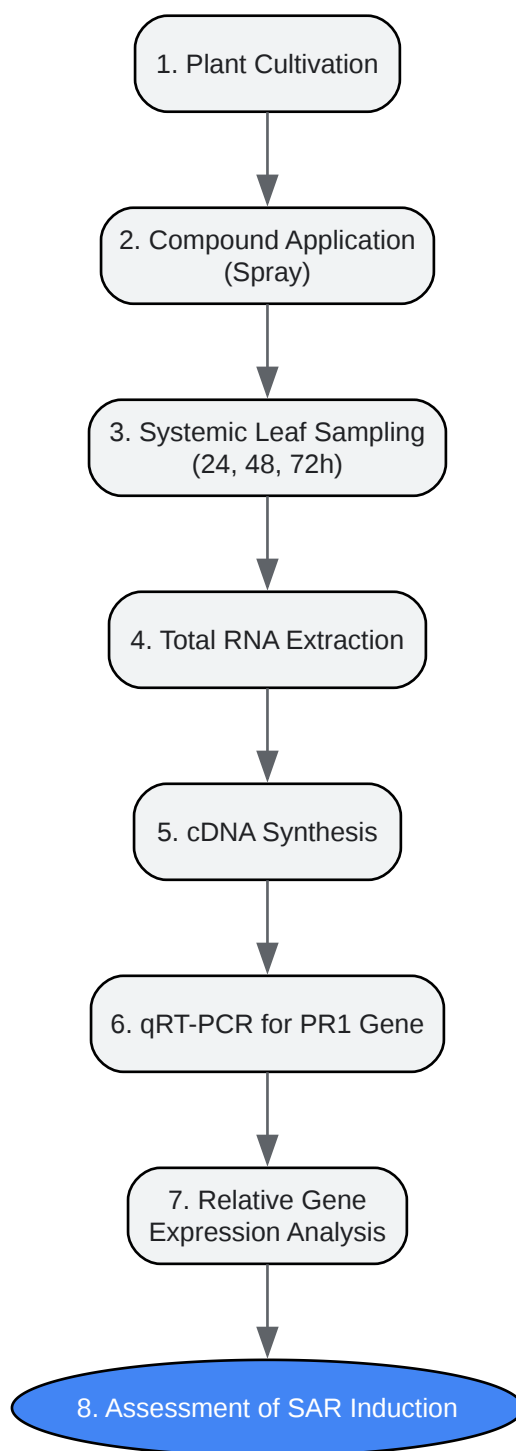 1. Plant Cultivation
2. Compound Application
(Spray)
3. Systemic Leaf Sampling
(24, 48, 72h)
4. Total RNA Extraction
5. cDNA Synthesis
6. qRT-PCR for PR1 Gene
7. Relative Gene
Expression Analysis
8. Assessment of SAR Induction